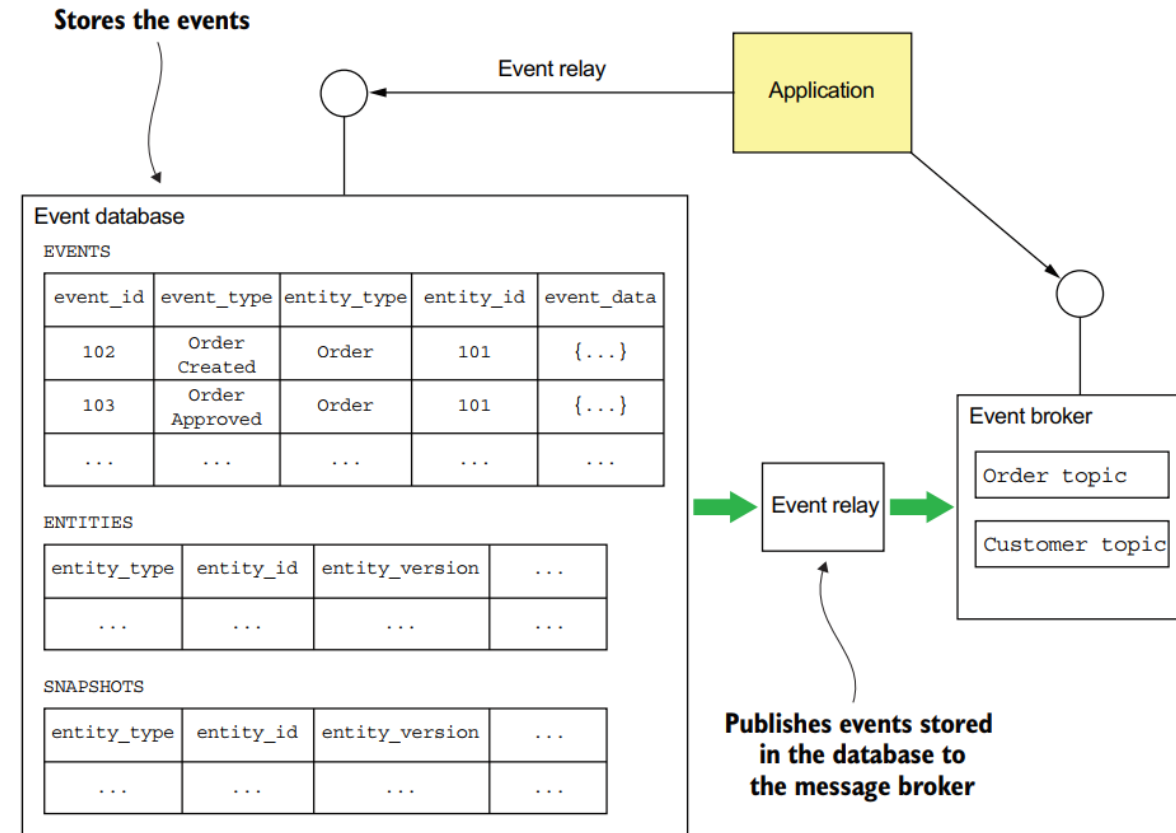 Stores the events
Event relay
Application
Event database
EVENTS
event_id event_type entity_type entity_id event_data
102 Order Created Order 101 {...}
103 Order Approved Order 101 {...}
... ... ... ... ...
ENTITIES
entity_type entity_id entity_version ...
... ... ... ...
SNAPSHOTS
entity_type entity_id entity_version ...
... ... ... ...
Event relay
Event broker
Order topic
Customer topic
Publishes events stored
in the database to
the message broker